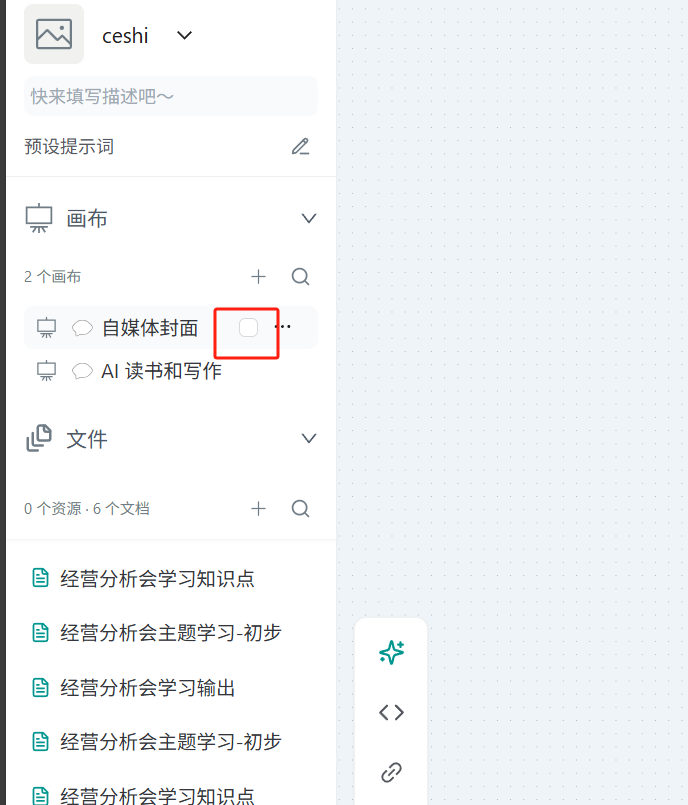 ceshi
快来填写描述吧～
预设提示词
画布
2 个画布
自媒体封面
AI 读书和写作
文件
0 个资源 · 6 个文档
经营分析会学习知识点
经营分析会主题学习-初步
经营分析会学习输出
经营分析会主题学习-初步
经营分析会学习知识点